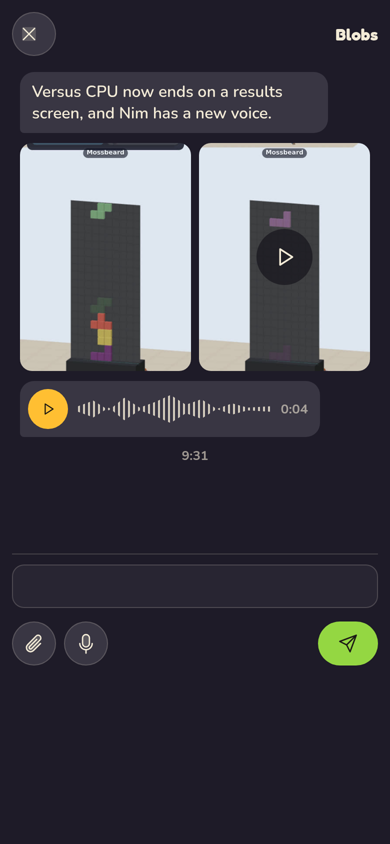 Blobs
Versus CPU now ends on a results
screen, and Nim has a new voice.
Mossbeard
Mossbeard
0:04
9:31